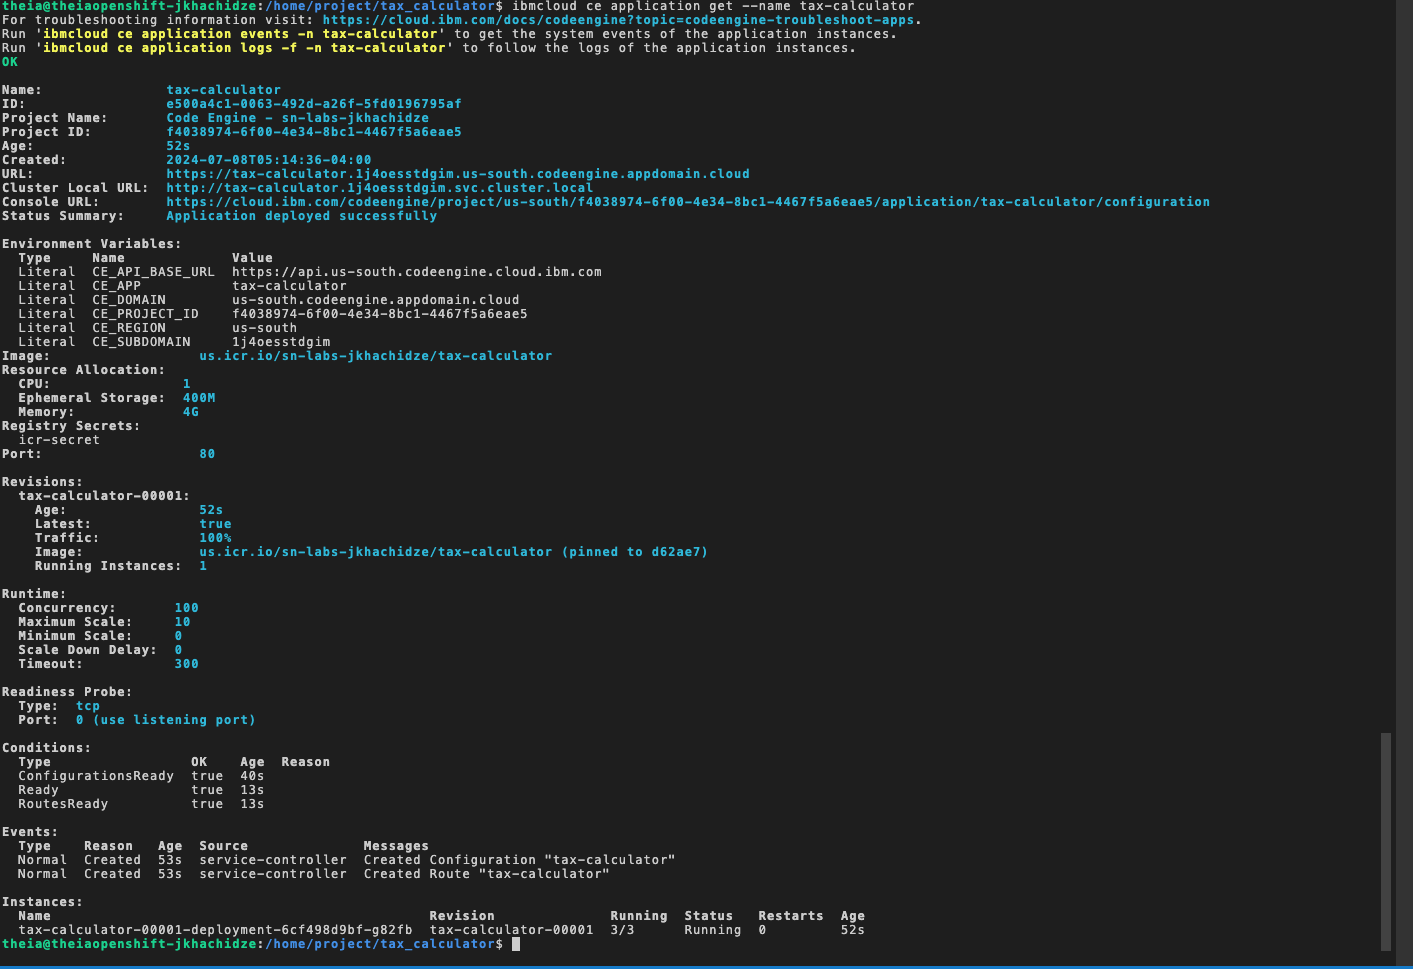 theia@theiaopenshift-jkhachidze:/home/project/tax_calculator$ ibmcloud ce application get --name tax-calculator
For troubleshooting information visit: https://cloud.ibm.com/docs/codeengine?topic=codeengine-troubleshoot-apps.
Run 'ibmcloud ce application events -n tax-calculator' to get the system events of the application instances.
Run 'ibmcloud ce application logs -f -n tax-calculator' to follow the logs of the application instances.
OK
Name: tax-calculator
ID: e500a4c1-0063-492d-a26f-5fd0196795af
Project Name: Code Engine - sn-labs-jkhachidze
Project ID: f4038974-6f00-4e34-8bc1-4467f5a6eae5
Age: 52s
Created: 2024-07-08T05:14:36-04:00
URL: https://tax-calculator.1j4oesstdgim.us-south.codeengine.appdomain.cloud
Cluster Local URL: http://tax-calculator.1j4oesstdgim.svc.cluster.local
Console URL: https://cloud.ibm.com/codeengine/project/us-south/f4038974-6f00-4e34-8bc1-4467f5a6eae5/application/tax-calculator/configuration
Status Summary: Application deployed successfully
Environment Variables:
Type Name Value
Literal CE_API_BASE_URL https://api.us-south.codeengine.cloud.ibm.com
Literal CE_APP tax-calculator
Literal CE_DOMAIN us-south.codeengine.appdomain.cloud
Literal CE_PROJECT_ID f4038974-6f00-4e34-8bc1-4467f5a6eae5
Literal CE_REGION us-south
Literal CE_SUBDOMAIN 1j4oesstdgim
Image: us.icr.io/sn-labs-jkhachidze/tax-calculator
Resource Allocation:
CPU: 1
Ephemeral Storage: 400M
Memory: 4G
Registry Secrets:
icr-secret
Port: 80
Revisions:
tax-calculator-00001:
Age: 52s
Latest: true
Traffic: 100%
Image: us.icr.io/sn-labs-jkhachidze/tax-calculator (pinned to d62ae7)
Running Instances: 1
Runtime:
Concurrency: 100
Maximum Scale: 10
Minimum Scale: 0
Scale Down Delay: 0
Timeout: 300
Readiness Probe:
Type: tcp
Port: 0 (use listening port)
Conditions:
Type OK Age Reason
ConfigurationsReady true 40s
Ready true 13s
RoutesReady true 13s
Events:
Type Reason Age Source Messages
Normal Created 53s service-controller Created Configuration "tax-calculator"
Normal Created 53s service-controller Created Route "tax-calculator"
Instances:
Name Revision Running Status Restarts Age
tax-calculator-00001-deployment-6cf498d9bf-g82fb tax-calculator-00001 3/3 Running 0 52s
theia@theiaopenshift-jkhachidze:/home/project/tax_calculator$